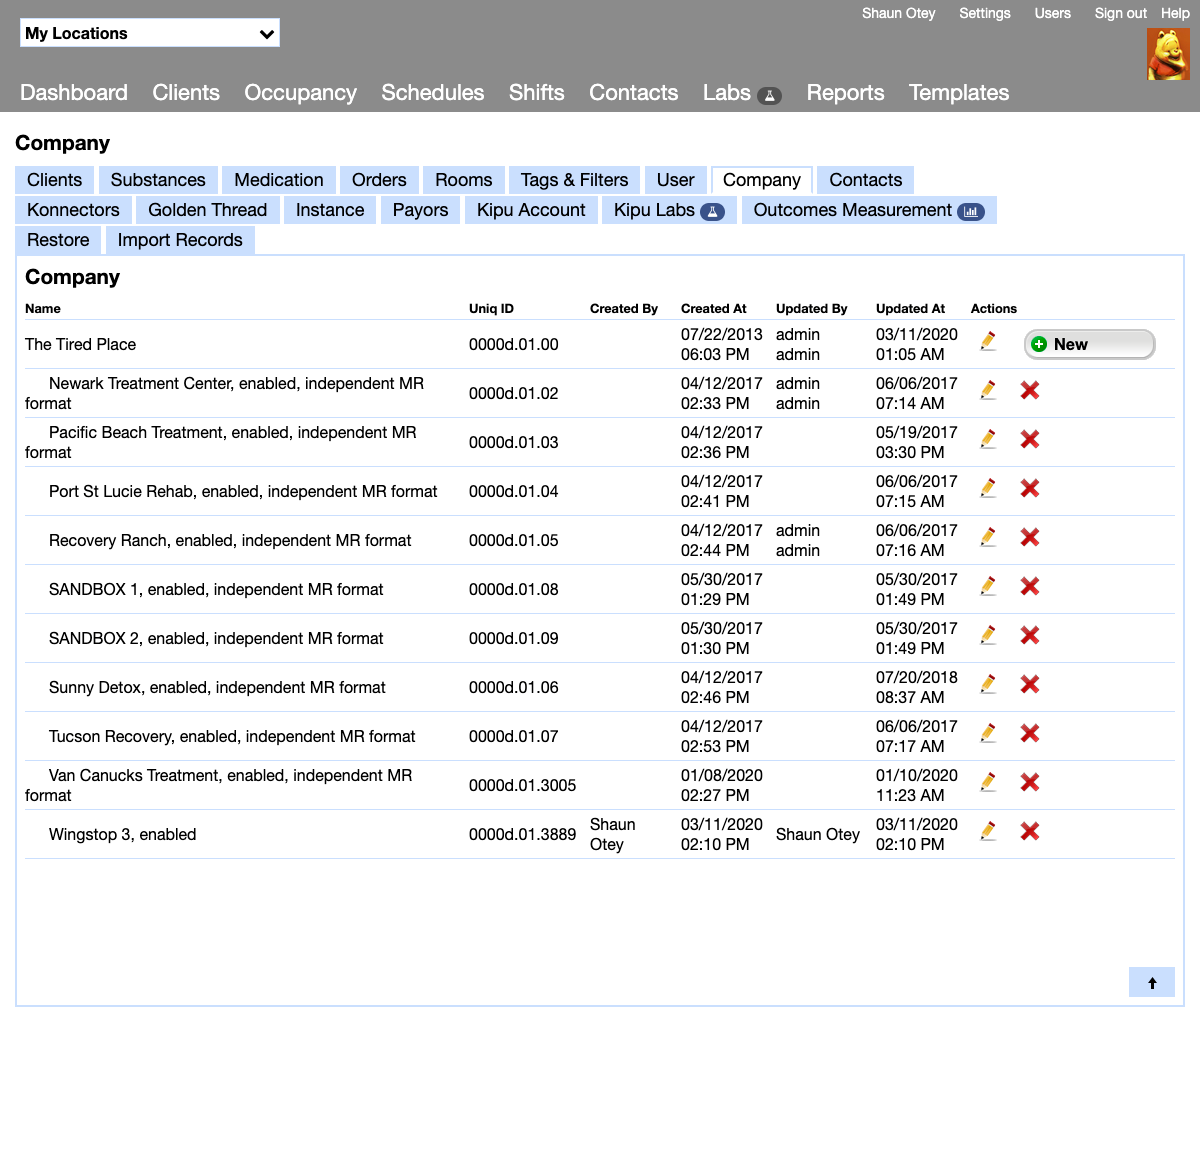 Shaun Otey Settings Users Sign out Help
My Locations
Dashboard Clients Occupancy Schedules Shifts Contacts Labs Reports Templates
Company
Clients Substances Medication Orders Rooms Tags & Filters User Company Contacts
Konnectors Golden Thread Instance Payors Kipu Account Kipu Labs Outcomes Measurement
Restore Import Records
Company
Name Uniq ID Created By Created At Updated By Updated At Actions
The Tired Place 0000d.01.00 07/22/2013 06:03 PM admin admin 03/11/2020 01:05 AM New
Newark Treatment Center, enabled, independent MR format 0000d.01.02 04/12/2017 02:33 PM admin admin 06/06/2017 07:14 AM
Pacific Beach Treatment, enabled, independent MR format 0000d.01.03 04/12/2017 02:36 PM 05/19/2017 03:30 PM
Port St Lucie Rehab, enabled, independent MR format 0000d.01.04 04/12/2017 02:41 PM 06/06/2017 07:15 AM
Recovery Ranch, enabled, independent MR format 0000d.01.05 04/12/2017 02:44 PM admin admin 06/06/2017 07:16 AM
SANDBOX 1, enabled, independent MR format 0000d.01.08 05/30/2017 01:29 PM 05/30/2017 01:49 PM
SANDBOX 2, enabled, independent MR format 0000d.01.09 05/30/2017 01:30 PM 05/30/2017 01:49 PM
Sunny Detox, enabled, independent MR format 0000d.01.06 04/12/2017 02:46 PM 07/20/2018 08:37 AM
Tucson Recovery, enabled, independent MR format 0000d.01.07 04/12/2017 02:53 PM 06/06/2017 07:17 AM
Van Canucks Treatment, enabled, independent MR format 0000d.01.3005 01/08/2020 02:27 PM 01/10/2020 11:23 AM
Wingstop 3, enabled 0000d.01.3889 Shaun Otey 03/11/2020 02:10 PM Shaun Otey 03/11/2020 02:10 PM